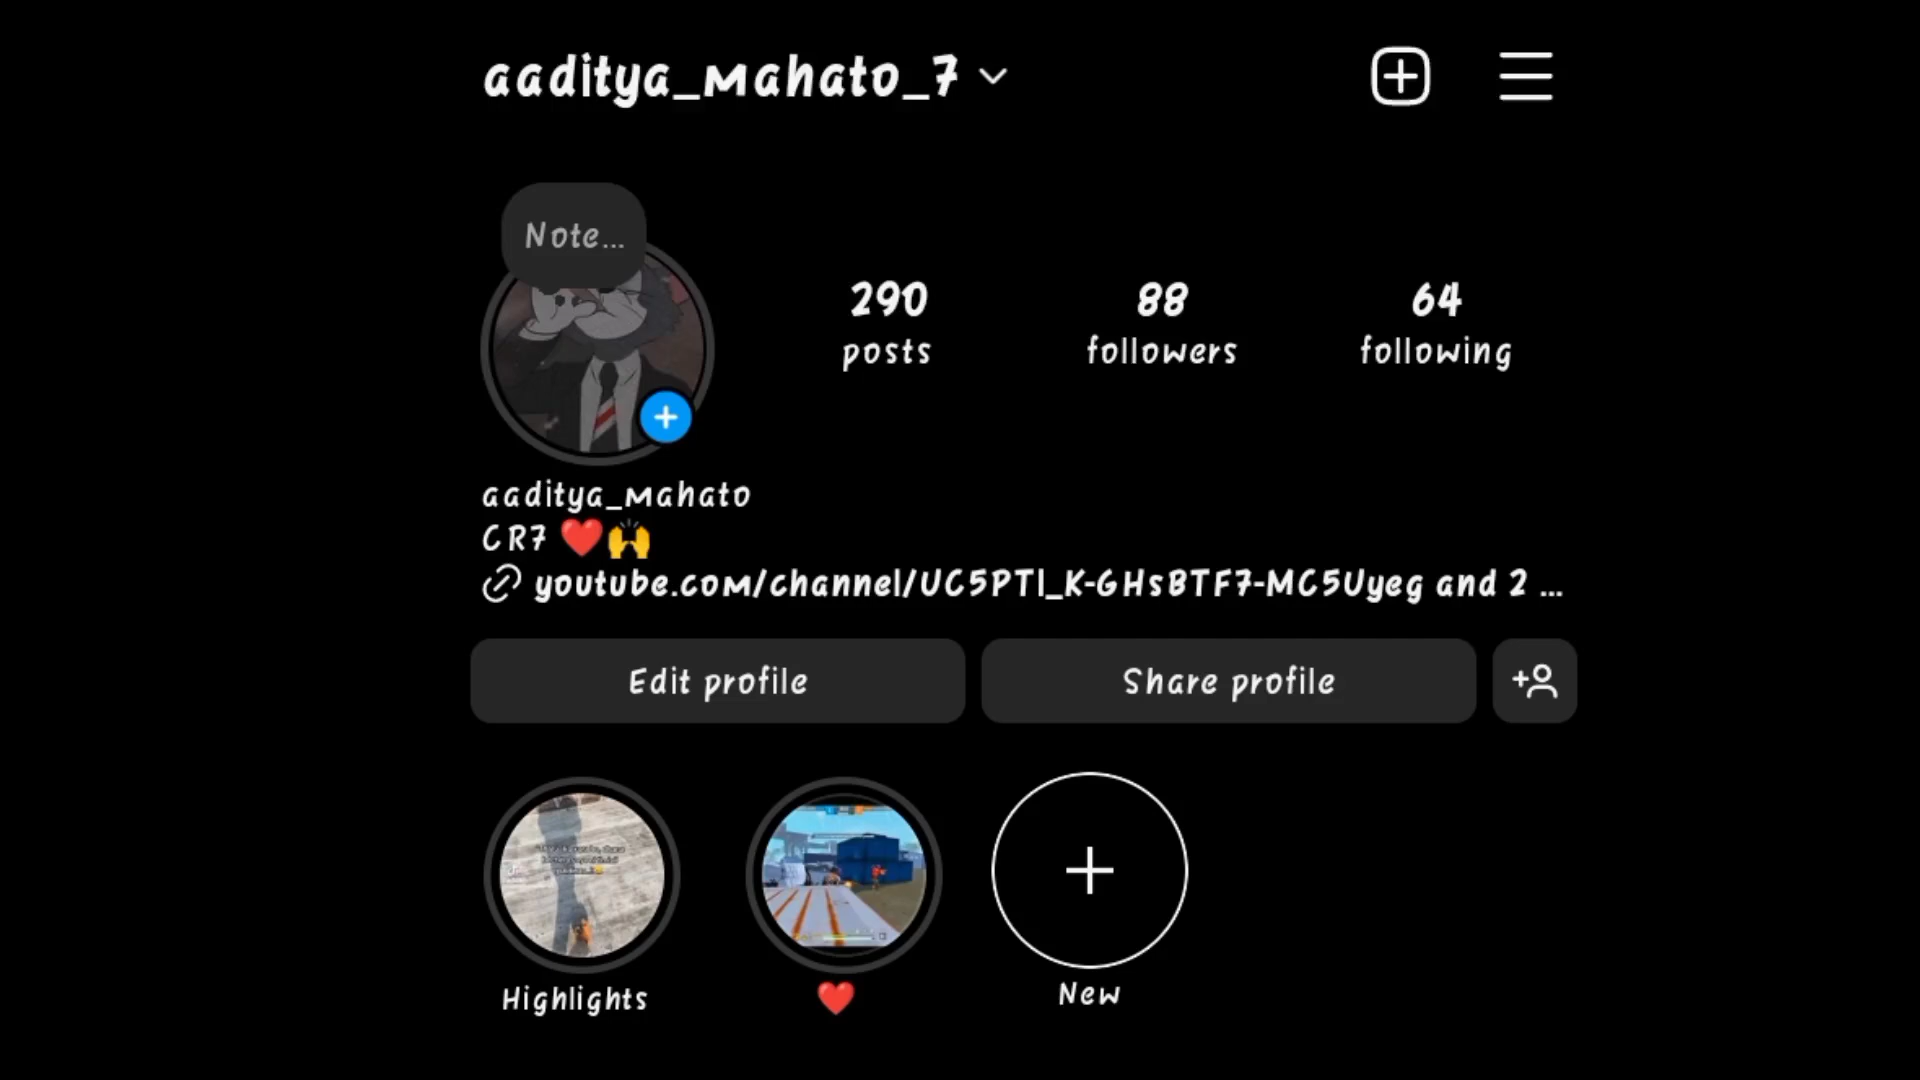 aaditya_mahato_7
Note...
290 88 64
posts followers following
aaditya_mahato
CR7 ❤️🙌
youtube.com/channel/UC5PTl_K-GHsBTF7-MC5Uyeg and 2 ...
Edit profile Share profile
Highlights ❤️ New